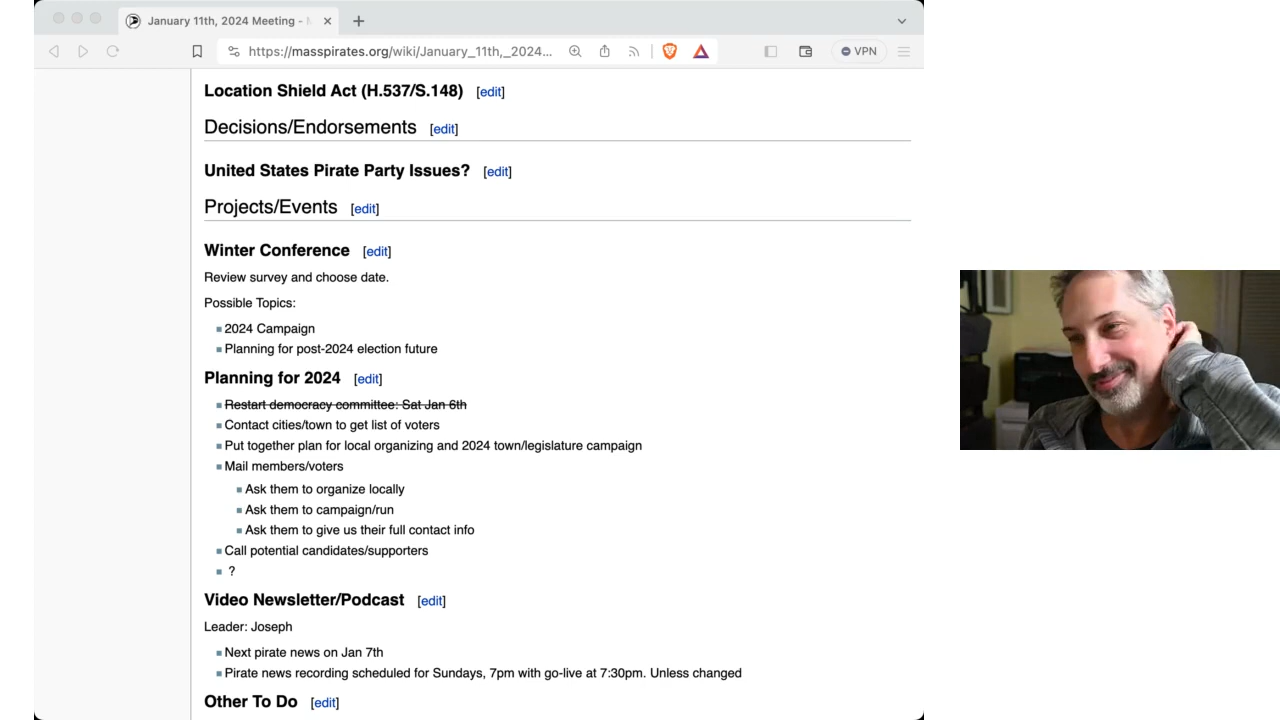 January 11th, 2024 Meeting -
https://masspirates.org/wiki/January_11th,_2024...
VPN
Location Shield Act (H.537/S.148) [edit]
Decisions/Endorsements [edit]
United States Pirate Party Issues? [edit]
Projects/Events [edit]
Winter Conference [edit]
Review survey and choose date.
Possible Topics:
2024 Campaign
Planning for post-2024 election future
Planning for 2024 [edit]
Restart democracy committee: Sat Jan 6th
Contact cities/town to get list of voters
Put together plan for local organizing and 2024 town/legislature campaign
Mail members/voters
Ask them to organize locally
Ask them to campaign/run
Ask them to give us their full contact info
Call potential candidates/supporters
?
Video Newsletter/Podcast [edit]
Leader: Joseph
Next pirate news on Jan 7th
Pirate news recording scheduled for Sundays, 7pm with go-live at 7:30pm. Unless changed
Other To Do [edit]